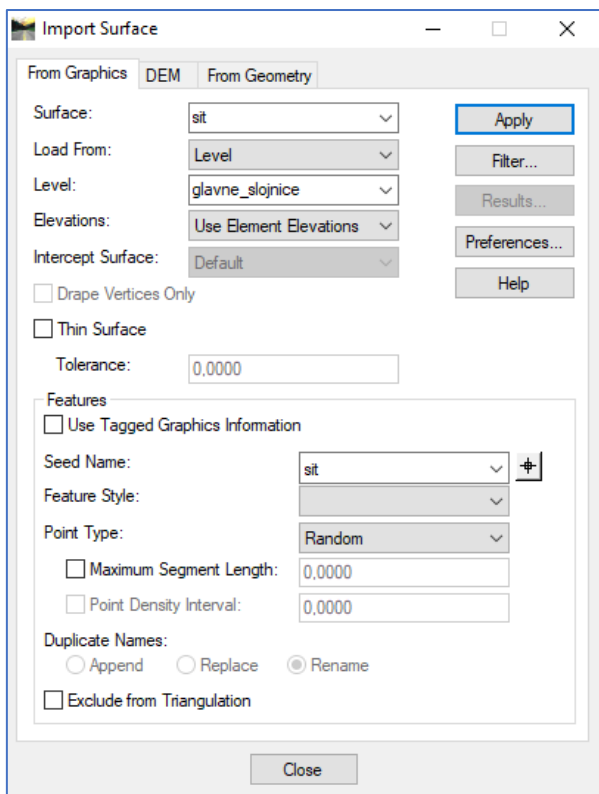 Import Surface
From Graphics DEM From Geometry
Surface: sit Apply
Load From: Level Filter...
Level: glavne_slojnice Results...
Elevations: Use Element Elevations Preferences...
Intercept Surface: Default Help
Drape Vertices Only
Thin Surface
Tolerance: 0,0000
Features
Use Tagged Graphics Information
Seed Name: sit
Feature Style:
Point Type: Random
Maximum Segment Length: 0,0000
Point Density Interval: 0,0000
Duplicate Names:
Append Replace Rename
Exclude from Triangulation
Close